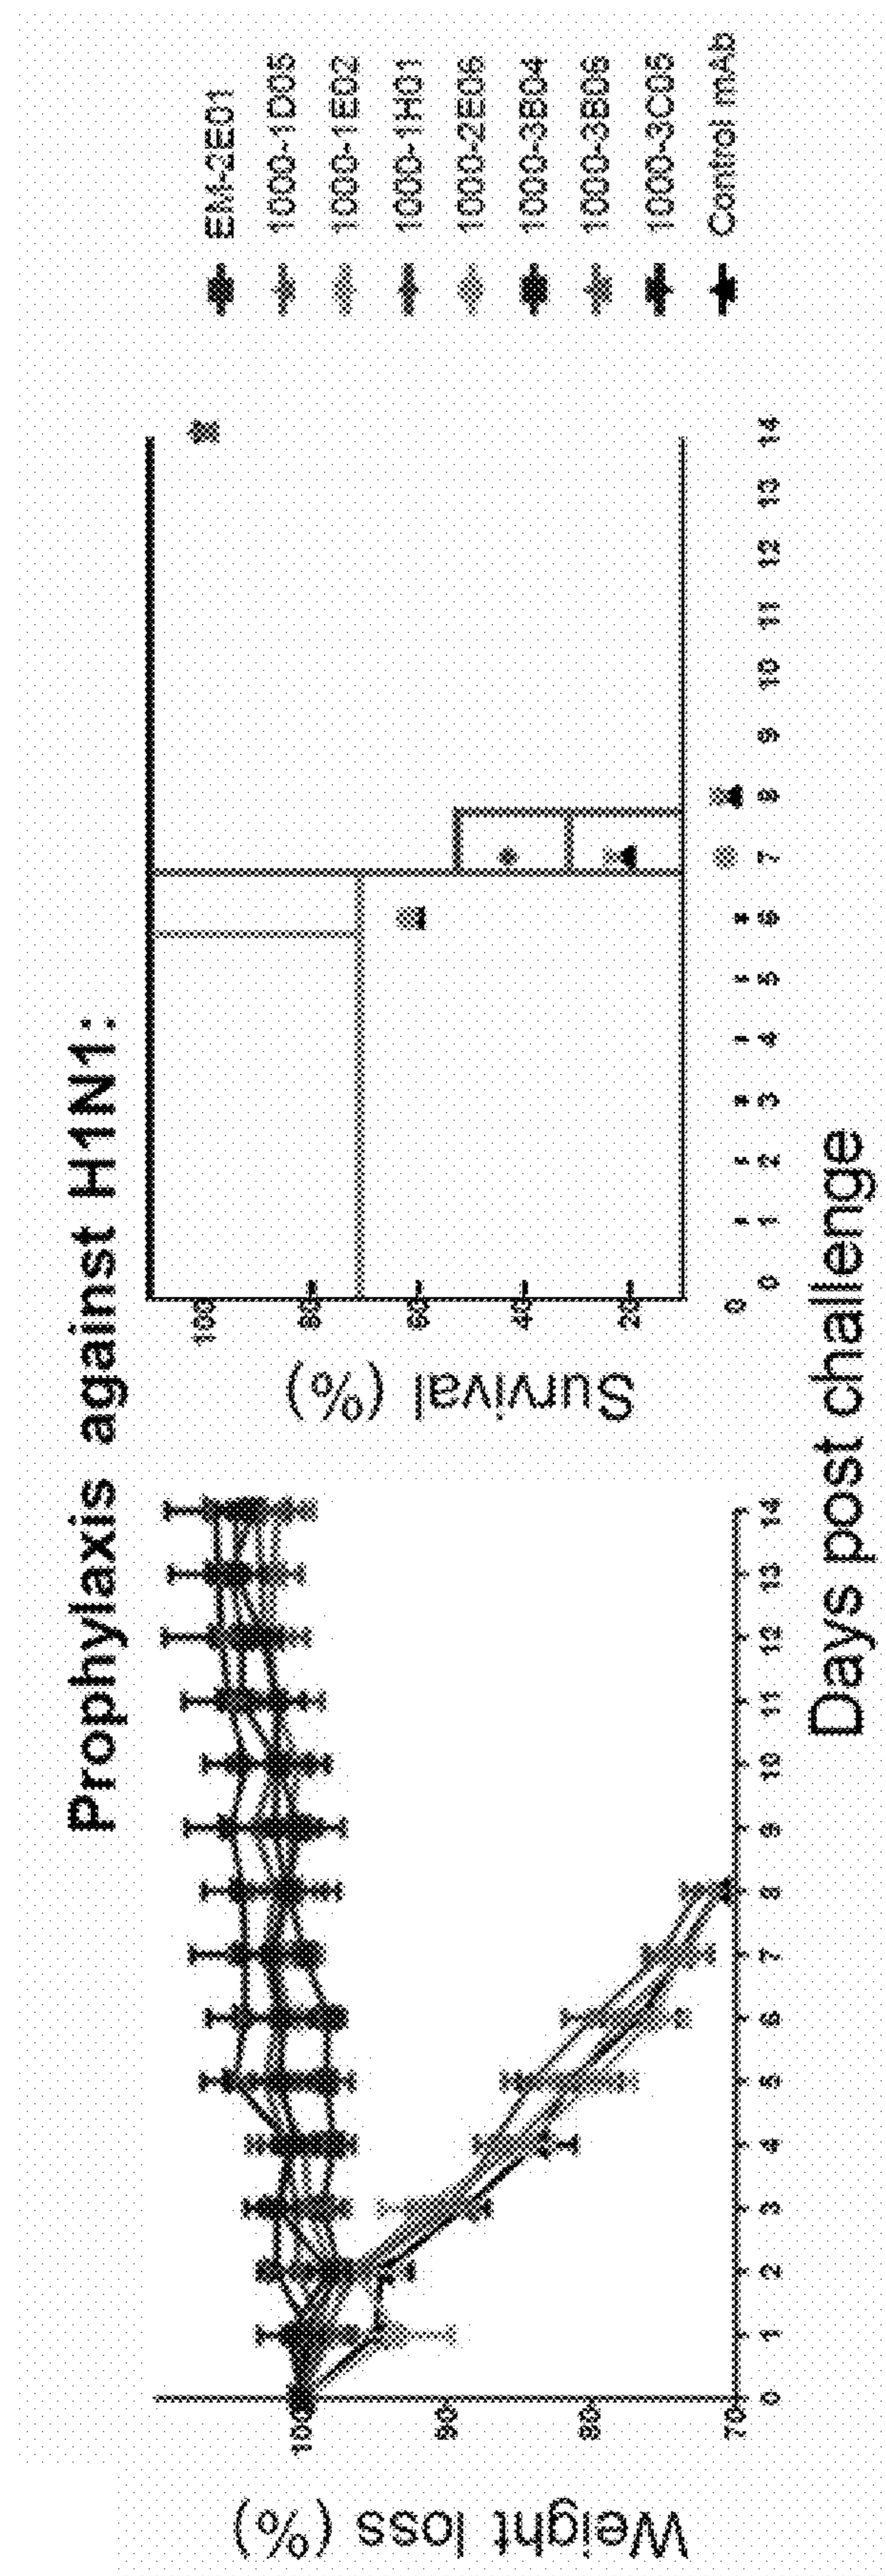 Prophylaxis against H1N1:
Weight loss (%)
100
90
80
70
0 1 2 3 4 5 6 7 8 9 10 11 12 13 14
Survival (%)
100
80
60
40
20
0
0 1 2 3 4 5 6 7 8 9 10 11 12 13 14
Days post challenge
EM-2E01
1000-1D05
1000-1E02
1000-1H01
1000-2E06
1000-3B04
1000-3B06
1000-3C05
Control mAb